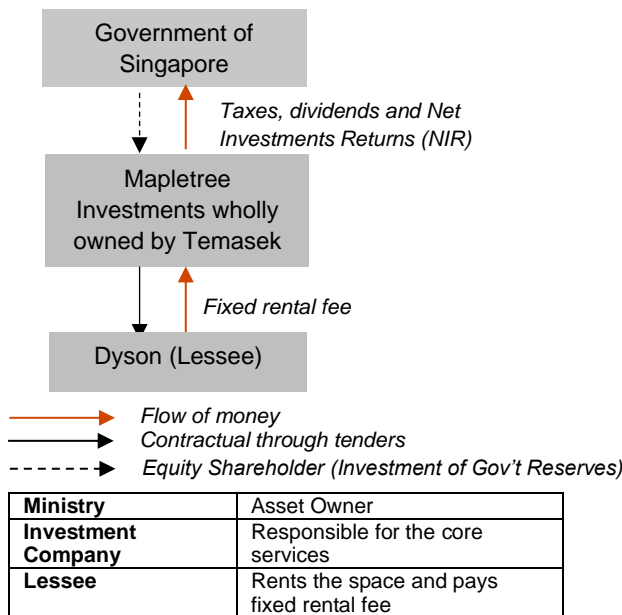 Government of
Singapore
Taxes, dividends and Net
Investments Returns (NIR)
Mapletree
Investments wholly
owned by Temasek
Fixed rental fee
Dyson (Lessee)
Flow of money
Contractual through tenders
Equity Shareholder (Investment of Gov't Reserves)
Ministry Asset Owner
Investment Responsible for the core
Company services
Lessee Rents the space and pays
fixed rental fee